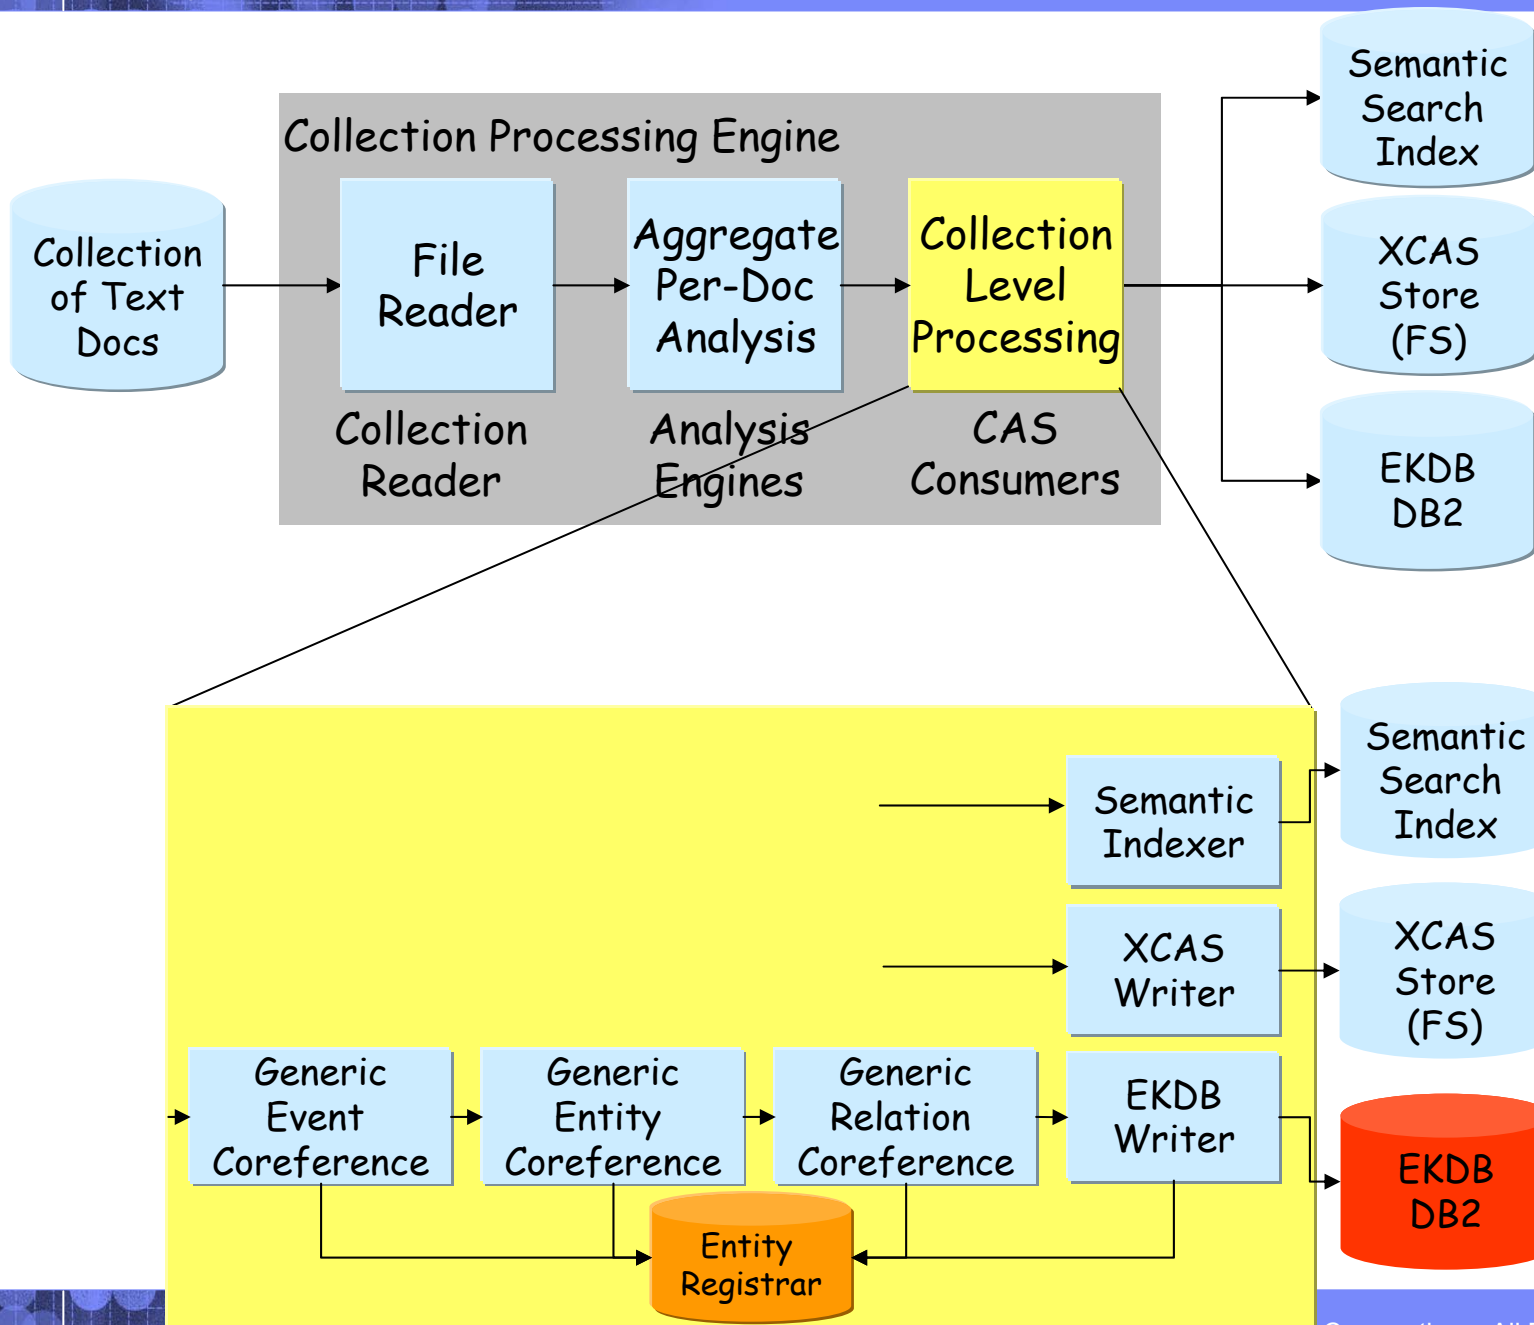 Semantic
Search
Index
Collection Processing Engine
Collection
of Text
Docs
File
Reader
Aggregate
Per-Doc
Analysis
Collection
Level
Processing
XCAS
Store
(FS)
Collection
Reader
Analysis
Engines
CAS
Consumers
EKDB
DB2
Semantic
Indexer
Semantic
Search
Index
XCAS
Writer
XCAS
Store
(FS)
Generic
Event
Coreference
Generic
Entity
Coreference
Generic
Relation
Coreference
EKDB
Writer
EKDB
DB2
Entity
Registrar